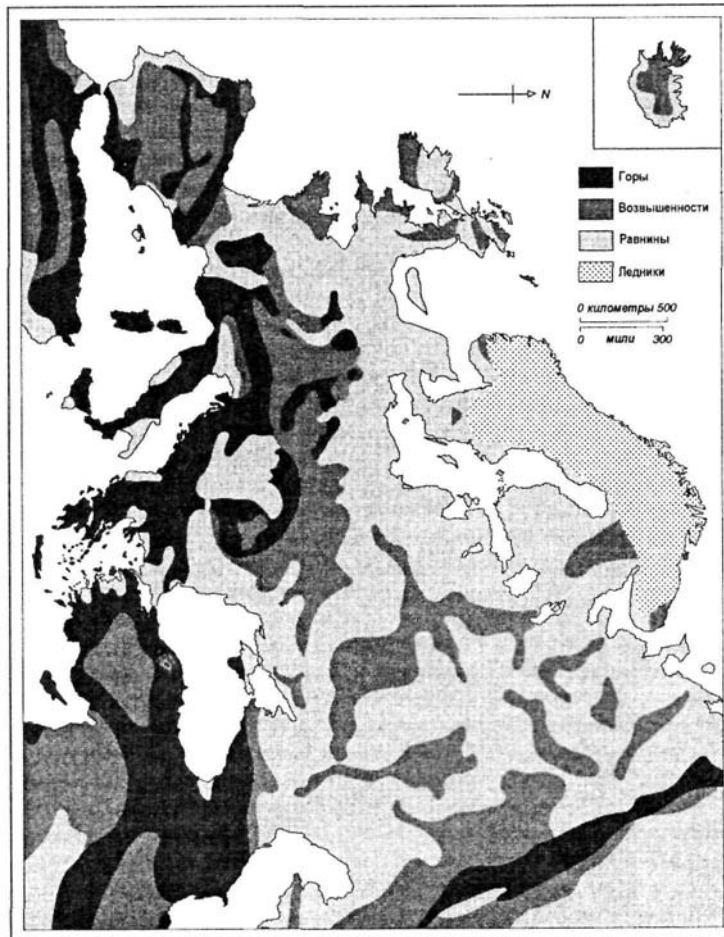 N
Горы
Возвышенности
Равнины
Ледники
0 километры 500
0 мили 300